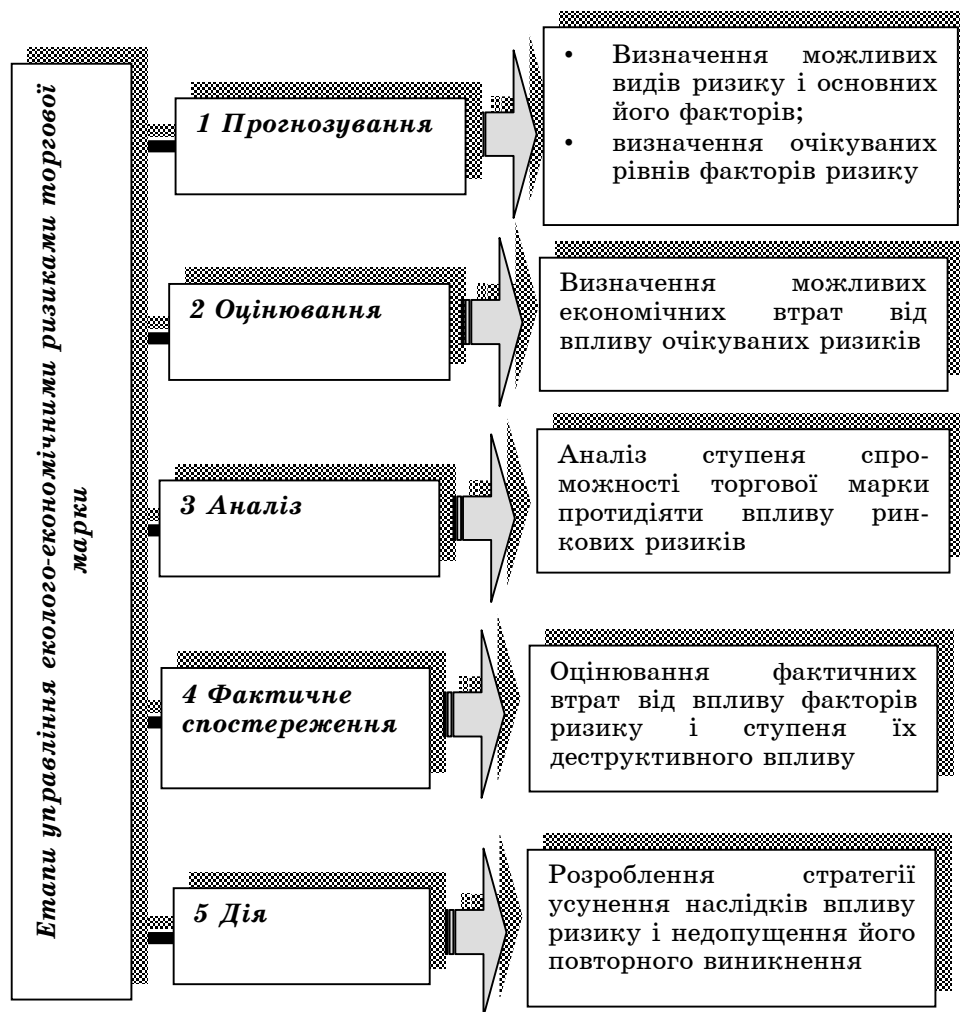 Етапи управління еколого-економічними ризиками торгової
марки
1 Прогнозування
• Визначення можливих
видів ризику і основних
його факторів;
• визначення очікуваних
рівнів факторів ризику
2 Оцінювання
Визначення можливих
економічних втрат від
впливу очікуваних ризиків
3 Аналіз
Аналіз ступеня спро-
можності торгової марки
протидіяти впливу рин-
кових ризиків
4 Фактичне
спостереження
Оцінювання фактичних
втрат від впливу факторів
ризику і ступеня їх
деструктивного впливу
5 Дія
Розроблення стратегії
усунення наслідків впливу
ризику і недопущення його
повторного виникнення